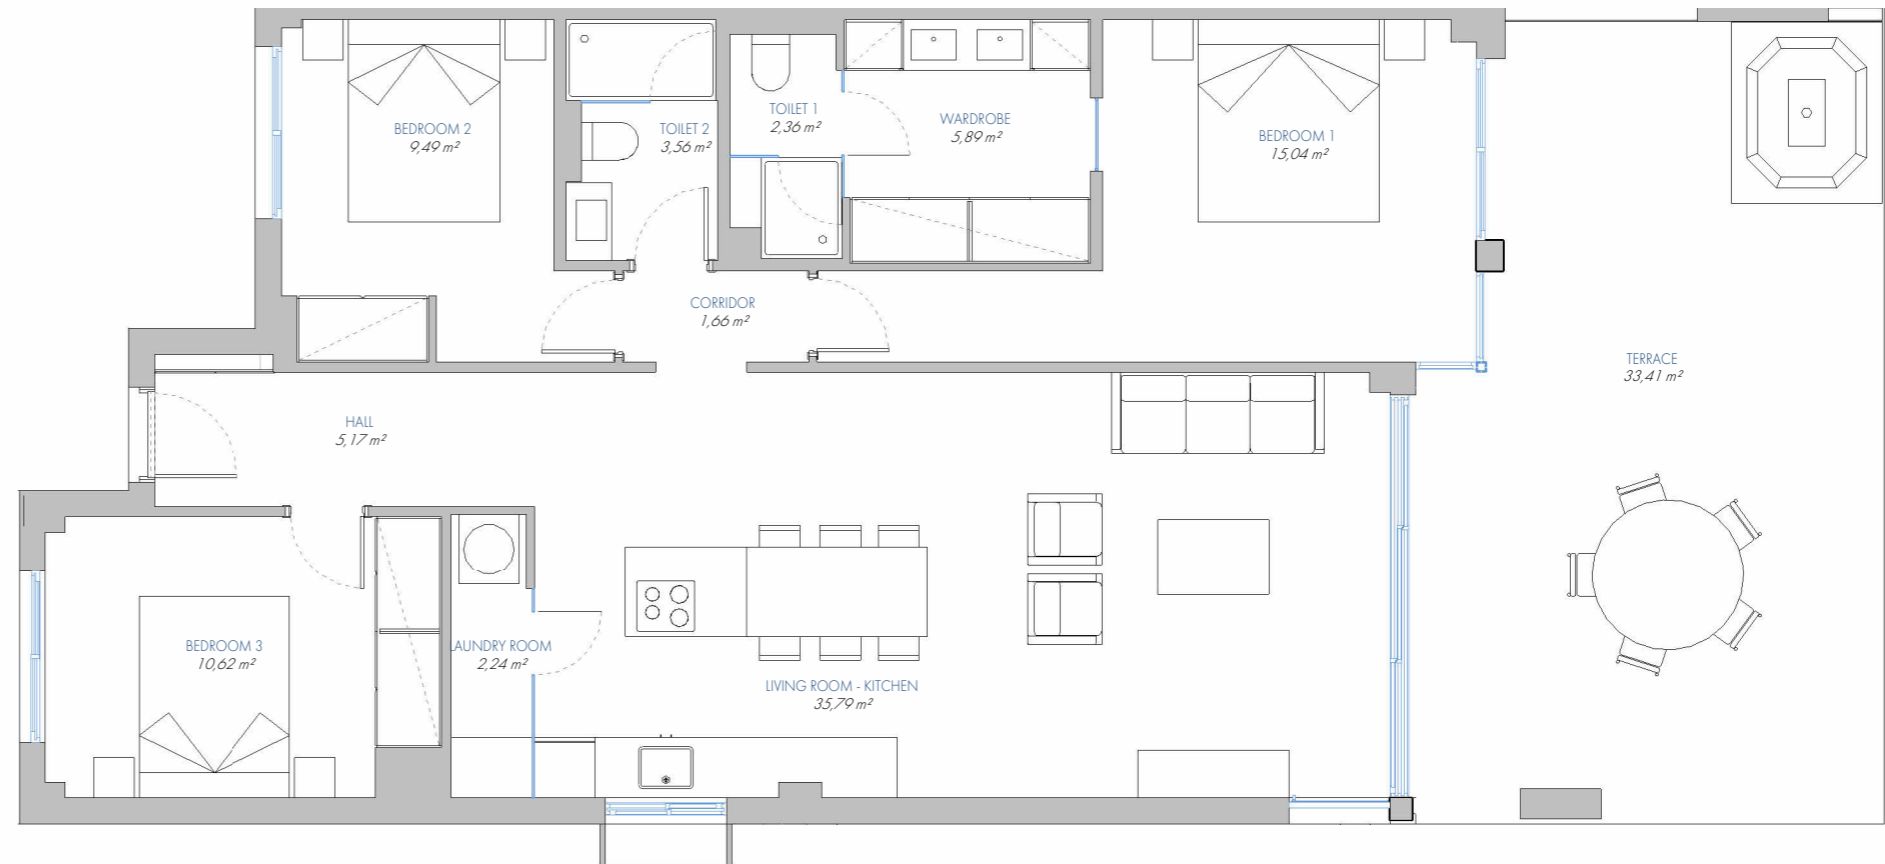 BEDROOM 2
9,49 m²
TOILET 2
3,56 m²
TOILET 1
2,36 m²
WARDROBE
5,89 m²
BEDROOM 1
15,04 m²
CORRIDOR
1,66 m²
TERRACE
33,41 m²
HALL
5,17 m²
BEDROOM 3
10,62 m²
LAUNDRY ROOM
2,24 m²
LIVING ROOM - KITCHEN
35,79 m²